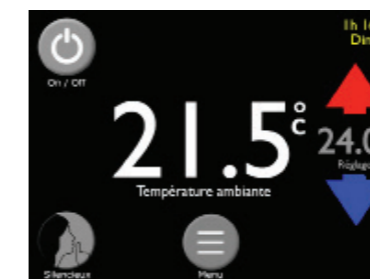 On / Off
21.5°C
24.0
Réglage
Température ambiante
Silencieux
Menu